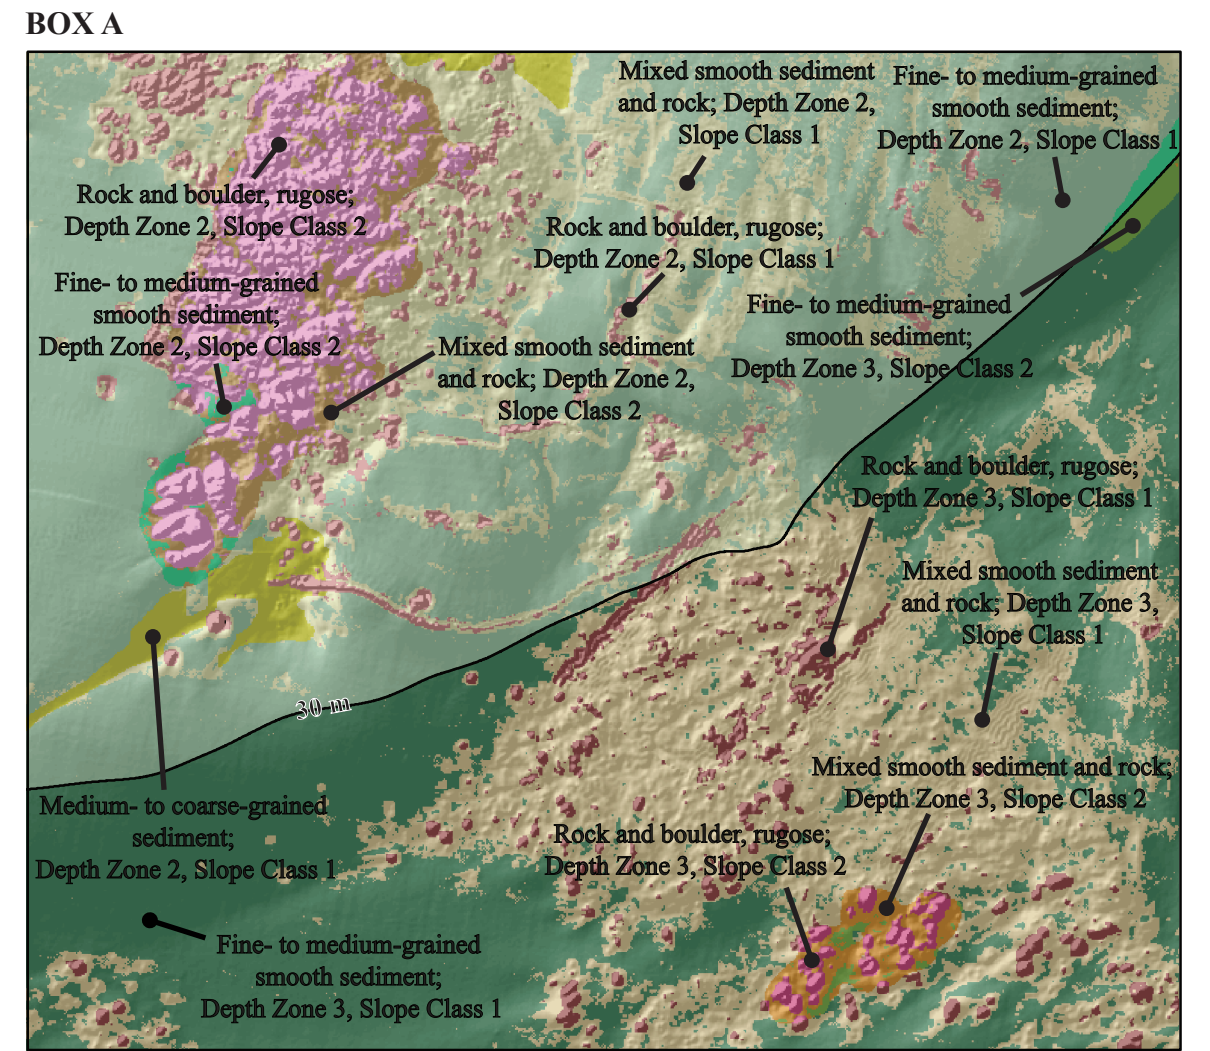 BOX A
Mixed smooth sediment
and rock; Depth Zone 2,
Slope Class 1
Fine- to medium-grained
smooth sediment;
Depth Zone 2, Slope Class 1
Rock and boulder, rugose;
Depth Zone 2, Slope Class 2
Rock and boulder, rugose;
Depth Zone 2, Slope Class 1
Fine- to medium-grained
smooth sediment;
Depth Zone 2, Slope Class 2
Fine- to medium-grained
smooth sediment;
Depth Zone 3, Slope Class 2
Mixed smooth sediment
and rock; Depth Zone 2,
Slope Class 2
Rock and boulder, rugose;
Depth Zone 3, Slope Class 1
Mixed smooth sediment
and rock; Depth Zone 3,
Slope Class 1
30 m
Mixed smooth sediment and rock;
Depth Zone 3, Slope Class 2
Medium- to coarse-grained
sediment;
Depth Zone 2, Slope Class 1
Rock and boulder, rugose;
Depth Zone 3, Slope Class 2
Fine- to medium-grained
smooth sediment;
Depth Zone 3, Slope Class 1